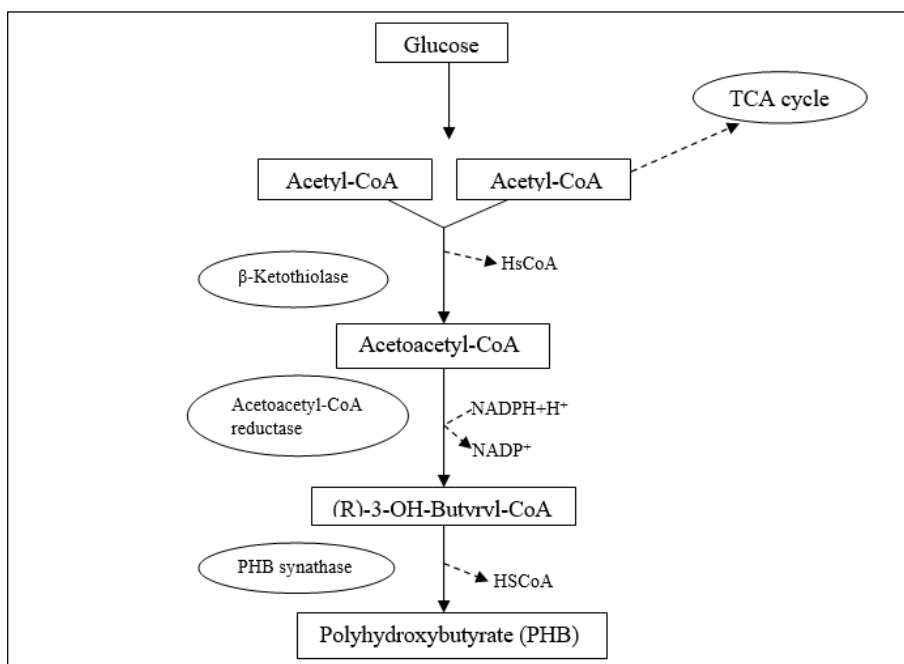 Glucose
TCA cycle
Acetyl-CoA
Acetyl-CoA
HsCoA
β-Ketothiolase
Acetoacetyl-CoA
Acetoacetyl-CoA
reductase
NADPH+H⁺
NADP⁺
(R)-3-OH-Butyryl-CoA
PHB synathase
HSCoA
Polyhydroxybutyrate (PHB)